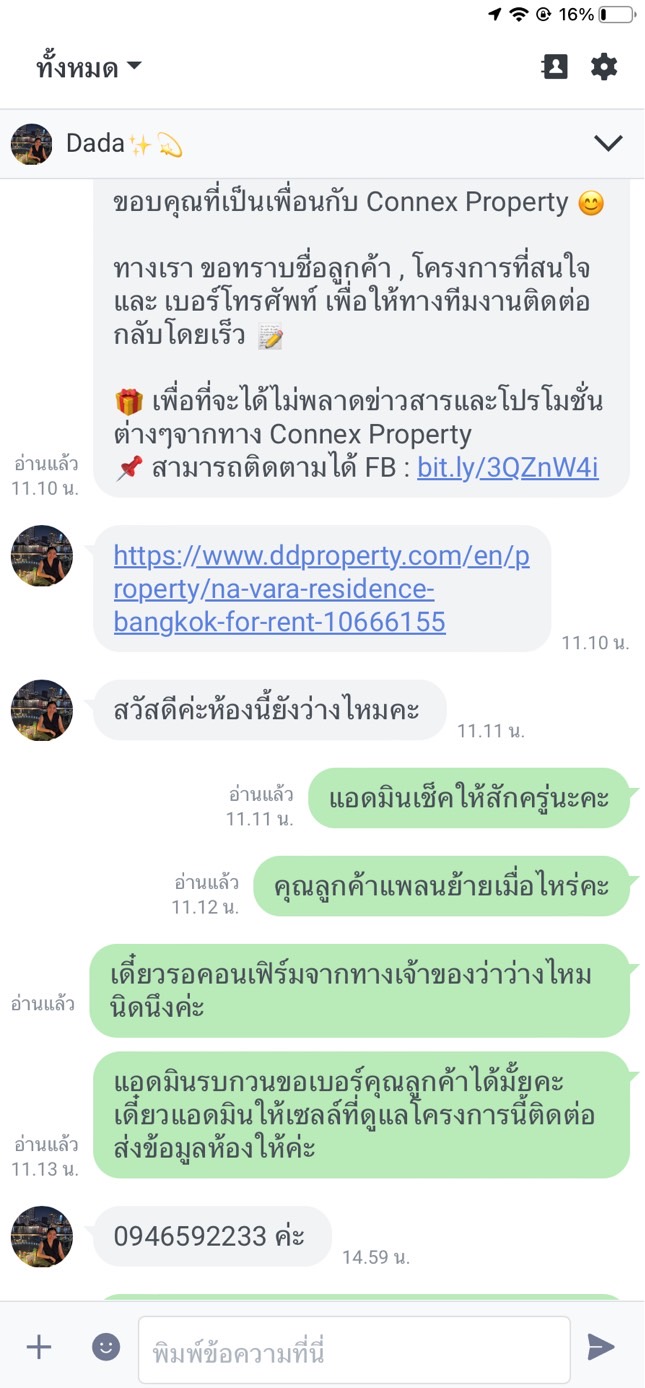 16%
ทั้งหมด
Dada✨💫
ขอบคุณที่เป็นเพื่อนกับ Connex Property 😊
ทางเรา ขอทราบชื่อลูกค้า , โครงการที่สนใจ
และ เบอร์โทรศัพท์ เพื่อให้ทางทีมงานติดต่อ
กลับโดยเร็ว 📝
🎁 เพื่อที่จะได้ไม่พลาดข่าวสารและโปรโมชั่น
ต่างๆจากทาง Connex Property
📌 สามารถติดตามได้ FB : bit.ly/3QZnW4i
อ่านแล้ว
11.10 น.
https://www.ddproperty.com/en/p
roperty/na-vara-residence-
bangkok-for-rent-10666155
11.10 น.
สวัสดีค่ะห้องนี้ยังว่างไหมคะ
11.11 น.
แอดมินเช็คให้สักครู่นะคะ
อ่านแล้ว
11.11 น.
คุณลูกค้าแพลนย้ายเมื่อไหร่คะ
อ่านแล้ว
11.12 น.
เดี๋ยวรอคอนเฟิร์มจากทางเจ้าของว่าว่างไหม
นิดนึงค่ะ
อ่านแล้ว
แอดมินรบกวนขอเบอร์คุณลูกค้าได้มั้ยคะ
เดี๋ยวแอดมินให้เซลล์ที่ดูแลโครงการนี้ติดต่อ
ส่งข้อมูลห้องให้ค่ะ
อ่านแล้ว
11.13 น.
0946592233 ค่ะ
14.59 น.
พิมพ์ข้อความที่นี่